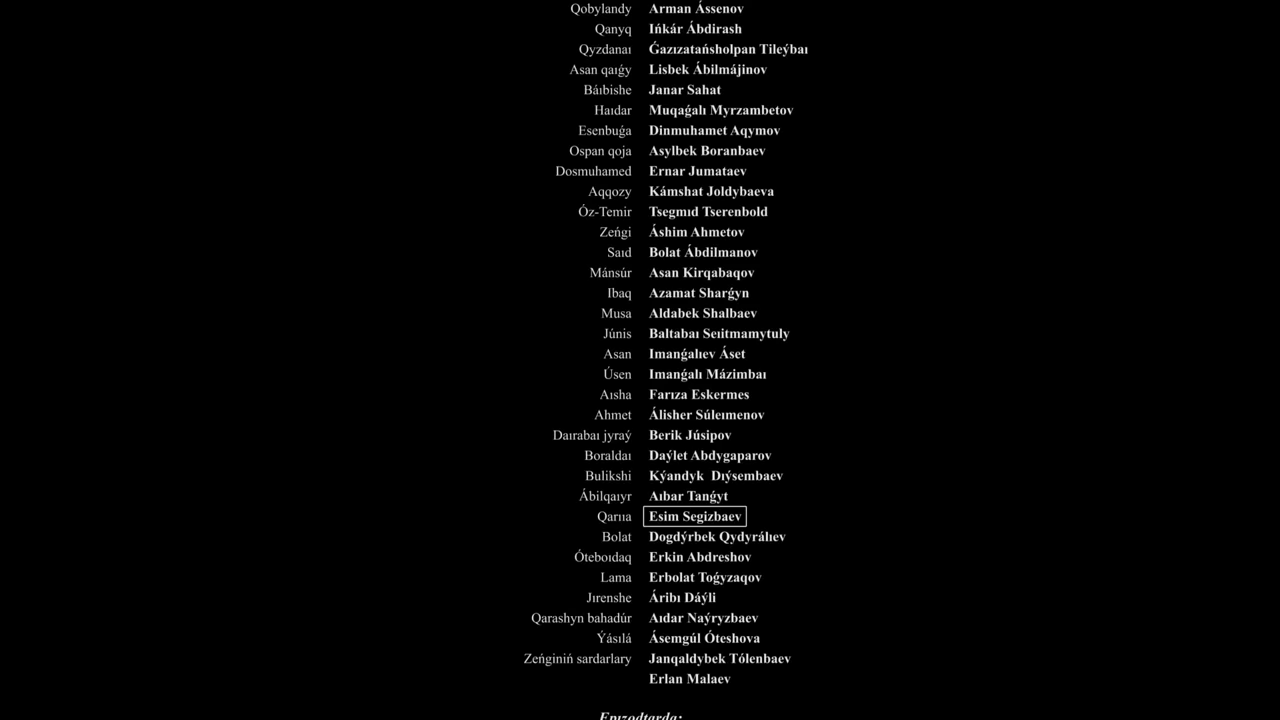 Qobylandy Arman Ássenov
Qanyq Ińkár Ábdirash
Qyzdanaı Ǵazızatańsholpan Tileýbaı
Asan qaıǵy Lisbek Ábilmájinov
Báıbishe Janar Sahat
Haıdar Muqaǵalı Myrzambetov
Esenbuǵa Dinmuhamet Aqymov
Ospan qoja Asylbek Boranbaev
Dosmuhamed Ernar Jumataev
Aqqozy Kámshat Joldybaeva
Óz-Temir Tsegmıd Tserenbold
Zeńgi Áshim Ahmetov
Saıd Bolat Ábdilmanov
Mánsúr Asan Kirqabaqov
Ibaq Azamat Sharǵyn
Musa Aldabek Shalbaev
Júnis Baltabaı Seıitmamytuly
Asan Imanǵalıev Áset
Úsen Imanǵalı Mázimbaı
Aısha Farıza Eskermes
Ahmet Álisher Súleımenov
Daırabaı jyraý Berik Júsipov
Boraldaı Daýlet Abdygaparov
Bulikshi Kýandyk Dıýsembaev
Ábilqaıyr Aıbar Tanǵyt
Qarııa Esim Segizbaev
Bolat Dogdýrbek Qydyrálıev
Óteboıdaq Erkin Abdreshov
Lama Erbolat Toǵyzaqov
Jırenshe Áribı Dáýli
Qarashyn bahadúr Aıdar Naýryzbaev
Ýásılá Ásemgúl Óteshova
Zeńginiń sardarlary Janqaldybek Tólenbaev
Erlan Malaev
Epızodtarda: